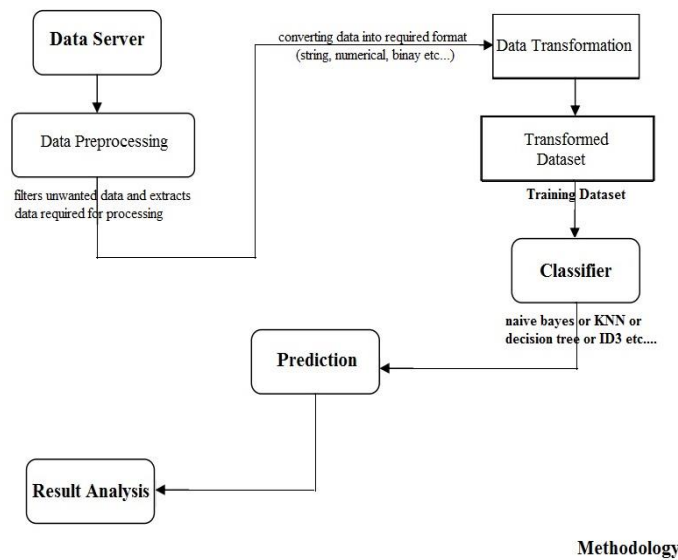 Data Server
Data Preprocessing
filters unwanted data and extracts
data required for processing
converting data into required format
(string, numerical, binay etc...)
Data Transformation
Transformed
Dataset
Training Dataset
Classifier
naive bayes or KNN or
decision tree or ID3 etc....
Prediction
Result Analysis
Methodology